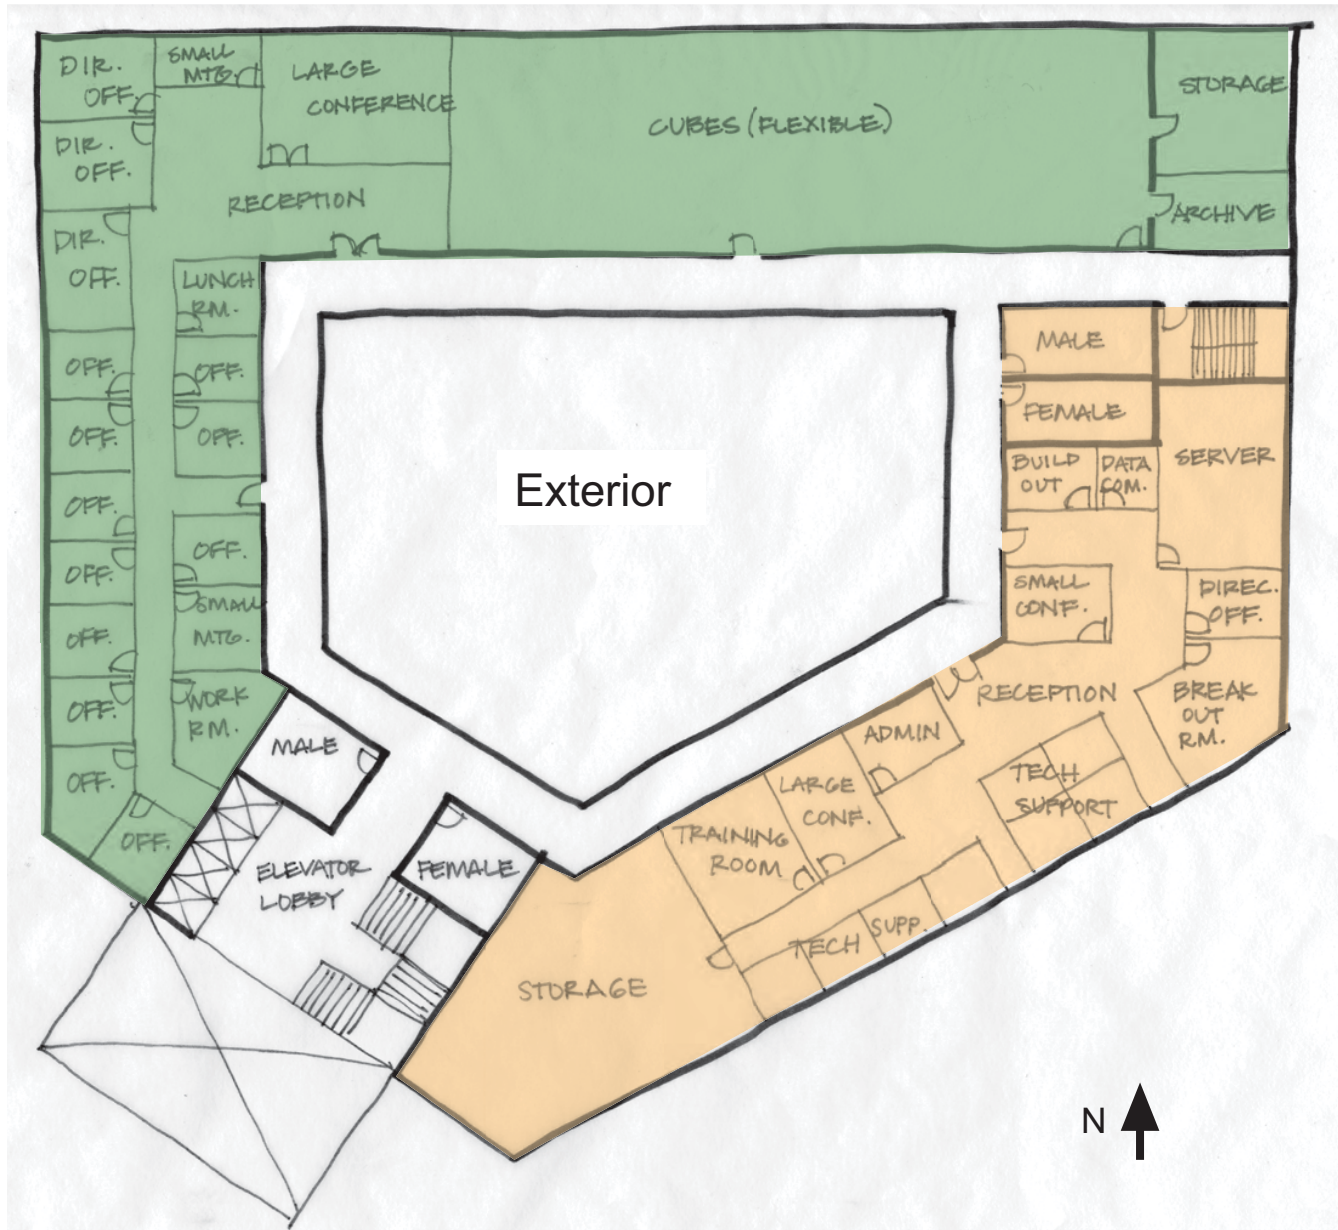 DIR.
OFF.
SMALL
MTG.
LARGE
CONFERENCE
CUBES (FLEXIBLE)
STORAGE
DIR.
OFF.
RECEPTION
ARCHIVE
DIR.
OFF.
LUNCH
RM.
OFF.
OFF.
OFF.
OFF.
OFF.
OFF.
OFF.
SMALL
MTG.
OFF.
OFF.
WORK
RM.
OFF.
OFF.
Exterior
MALE
FEMALE
BUILD
OUT
DATA
COM.
SERVER
SMALL
CONF.
DIREC.
OFF.
RECEPTION
BREAK
OUT
RM.
ADMIN
LARGE
CONF.
TECH
SUPPORT
TRAINING
ROOM
TECH
SUPP.
STORAGE
MALE
ELEVATOR
LOBBY
FEMALE
N